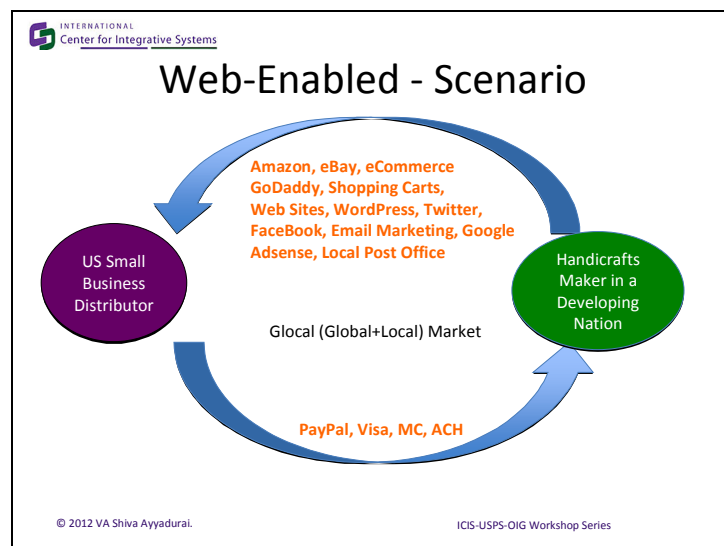 INTERNATIONAL
Center for Integrative Systems
Web-Enabled - Scenario
Amazon, eBay, eCommerce
GoDaddy, Shopping Carts,
Web Sites, WordPress, Twitter,
FaceBook, Email Marketing, Google
Adsense, Local Post Office
US Small
Business
Distributor
Handicrafts
Maker in a
Developing
Nation
Glocal (Global+Local) Market
PayPal, Visa, MC, ACH
© 2012 VA Shiva Ayyadurai.
ICIS-USPS-OIG Workshop Series